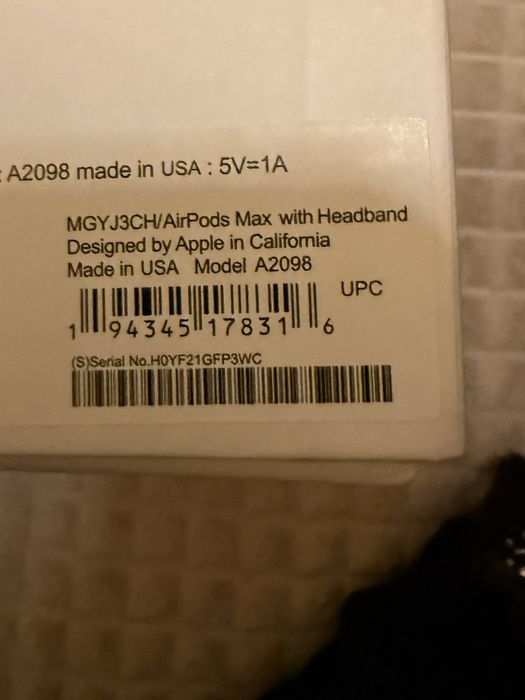 : A2098 made in USA : 5V=1A
MGYJ3CH/AirPods Max with Headband
Designed by Apple in California
Made in USA Model A2098
UPC
1 94345 17831 6
(S)Serial No.H0YF21GFP3WC